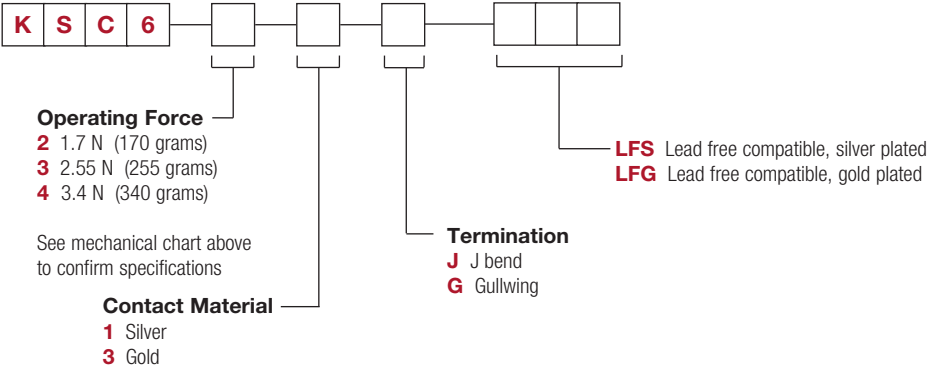 K S C 6
Operating Force
2 1.7 N (170 grams)
3 2.55 N (255 grams)
4 3.4 N (340 grams)
See mechanical chart above
to confirm specifications
Contact Material
1 Silver
3 Gold
Termination
J J bend
G Gullwing
LFS Lead free compatible, silver plated
LFG Lead free compatible, gold plated